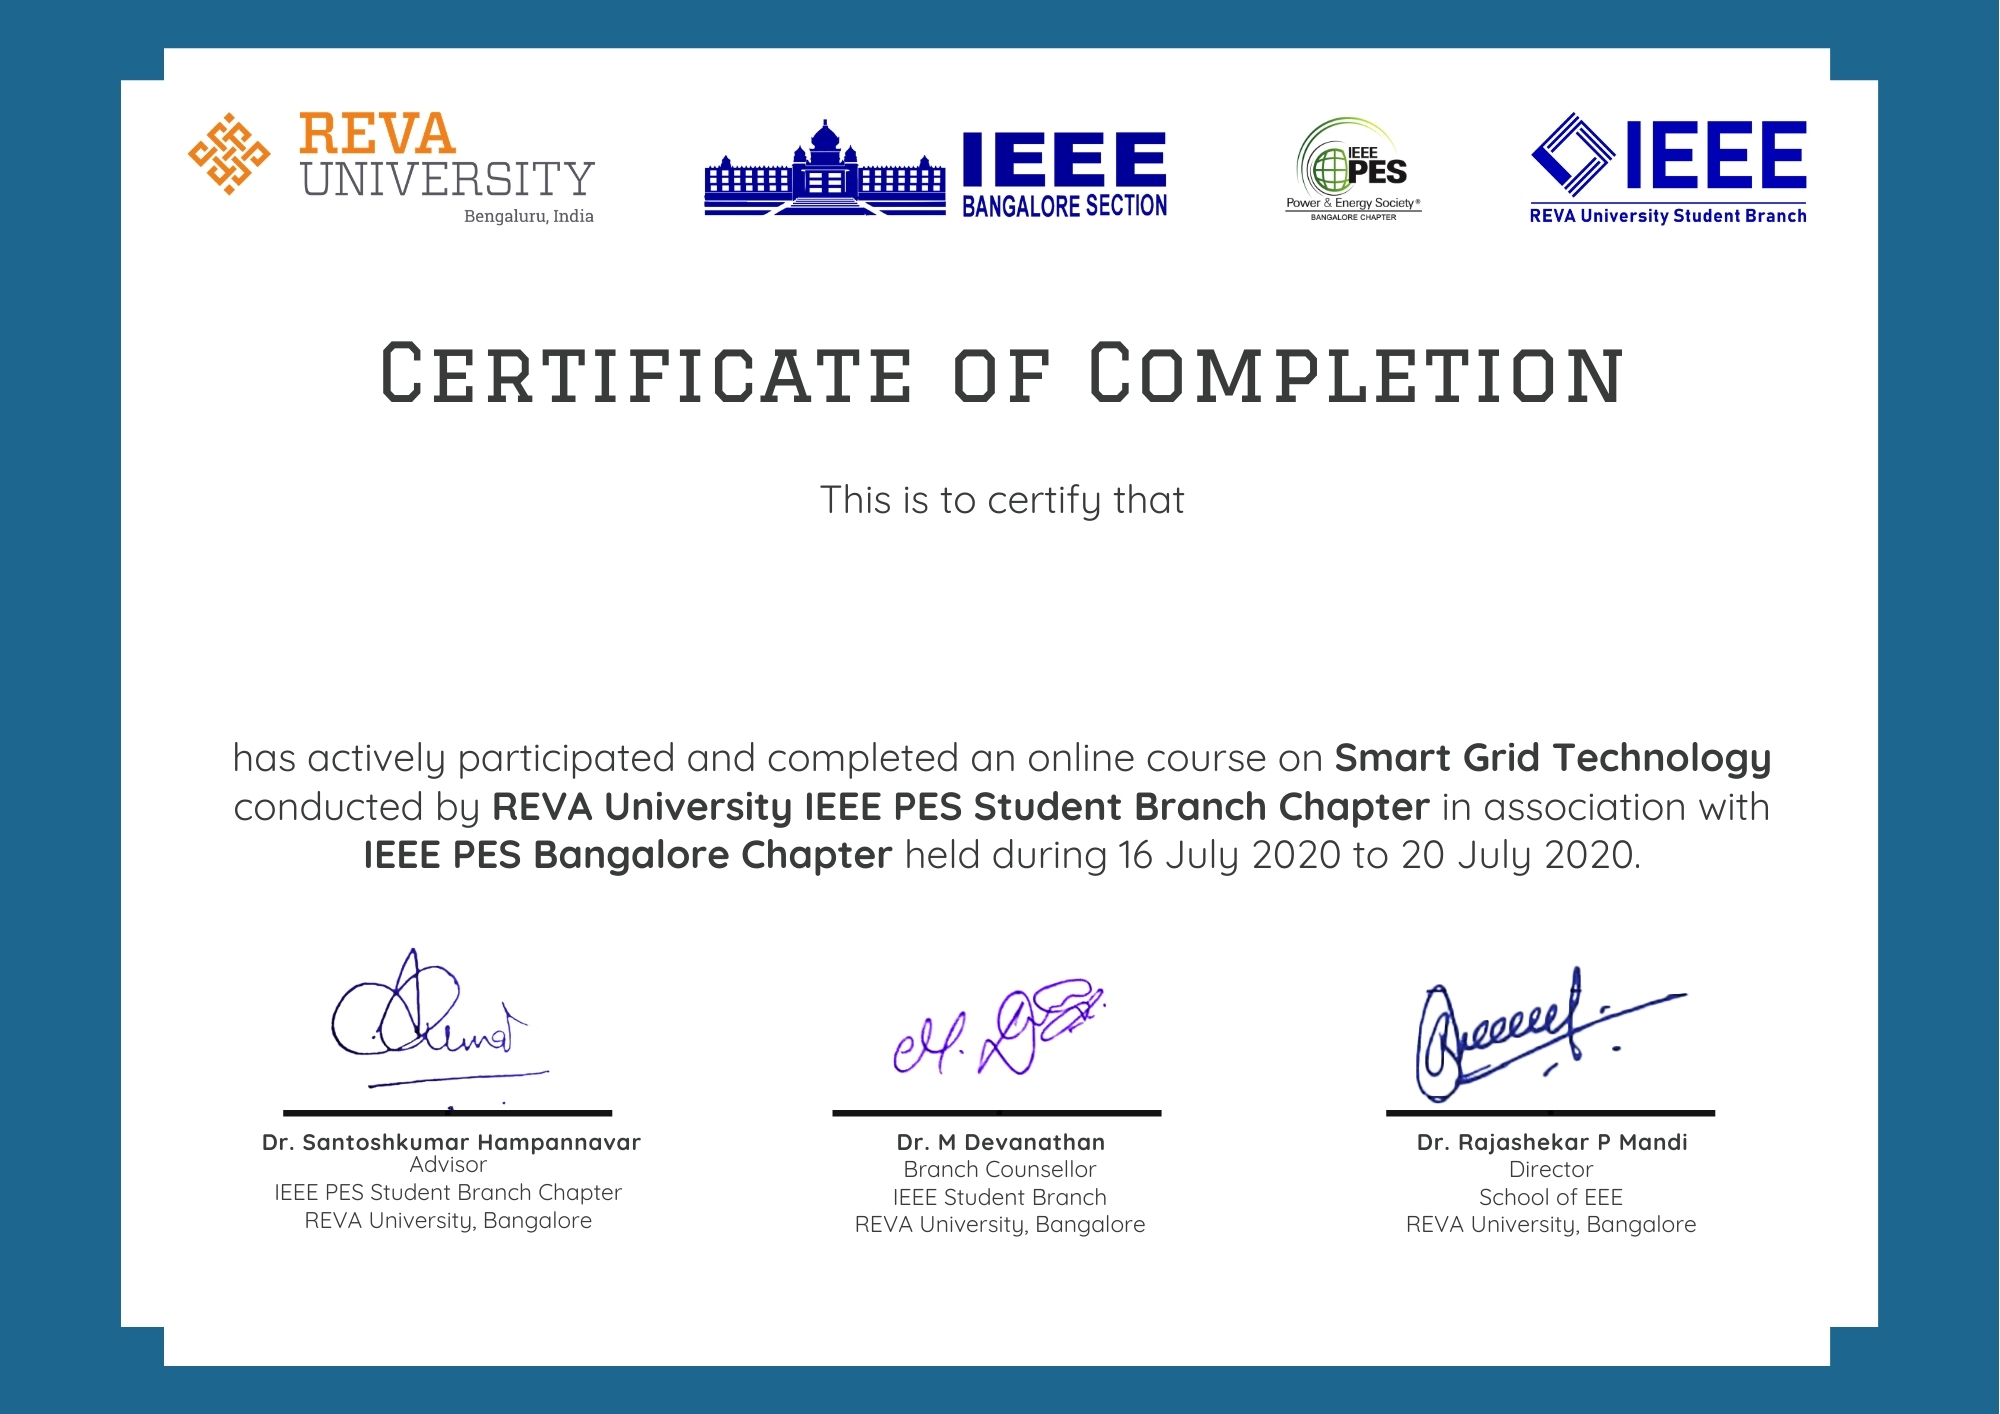 REVA
UNIVERSITY
Bengaluru, India
IEEE
BANGALORE SECTION
IEEE
PES
Power & Energy Society®
BANGALORE CHAPTER
IEEE
REVA University Student Branch
Certificate of Completion
This is to certify that
has actively participated and completed an online course on Smart Grid Technology
conducted by REVA University IEEE PES Student Branch Chapter in association with
IEEE PES Bangalore Chapter held during 16 July 2020 to 20 July 2020.
Dr. Santoshkumar Hampannavar
Advisor
IEEE PES Student Branch Chapter
REVA University, Bangalore
Dr. M Devanathan
Branch Counsellor
IEEE Student Branch
REVA University, Bangalore
Dr. Rajashekar P Mandi
Director
School of EEE
REVA University, Bangalore